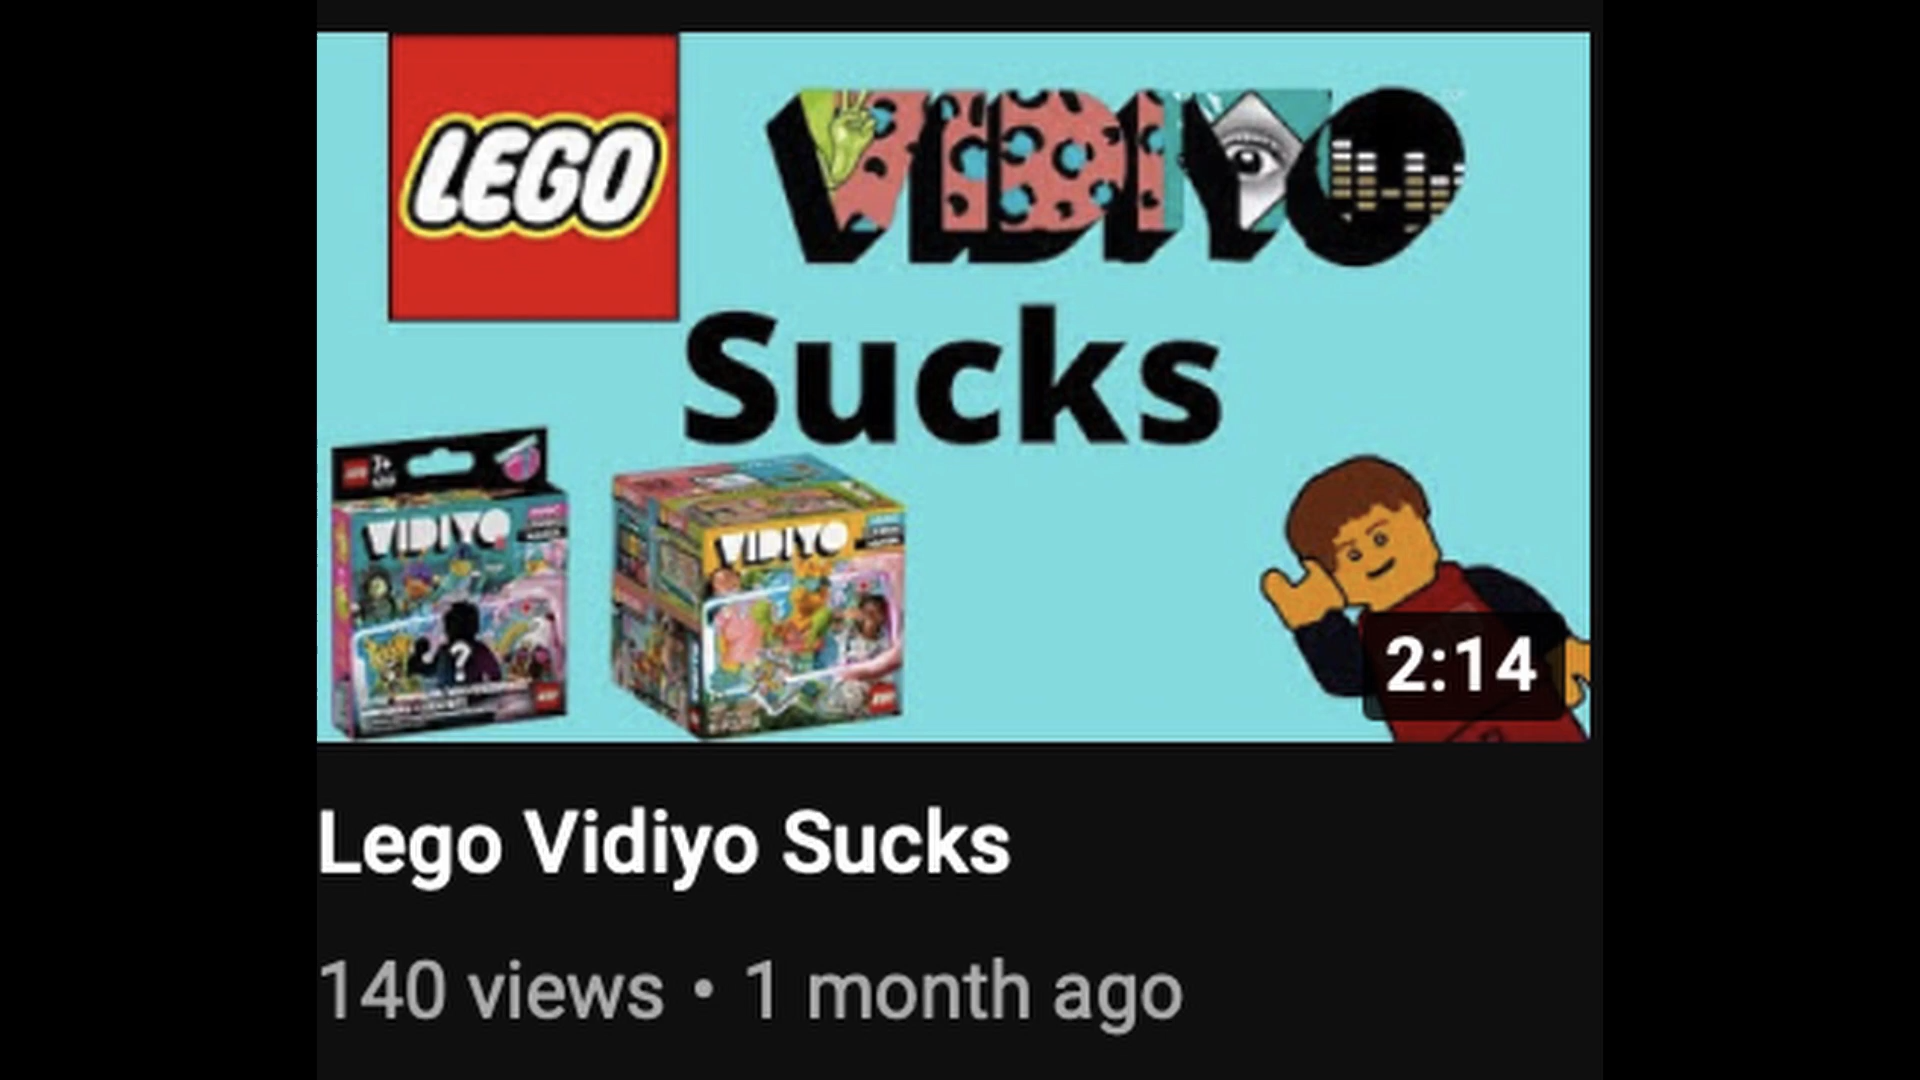 LEGO
VIDIYO
Sucks
VIDIYO
?
VIDIYO
2:14
Lego Vidiyo Sucks
140 views • 1 month ago